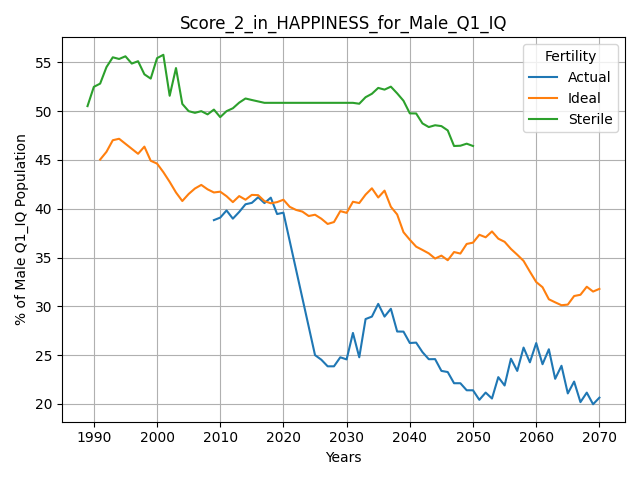 Score_2_in_HAPPINESS_for_Male_Q1_IQ
% of Male Q1_IQ Population
55
50
45
40
35
30
25
20
Fertility
Actual
Ideal
Sterile
1990 2000 2010 2020 2030 2040 2050 2060 2070
Years